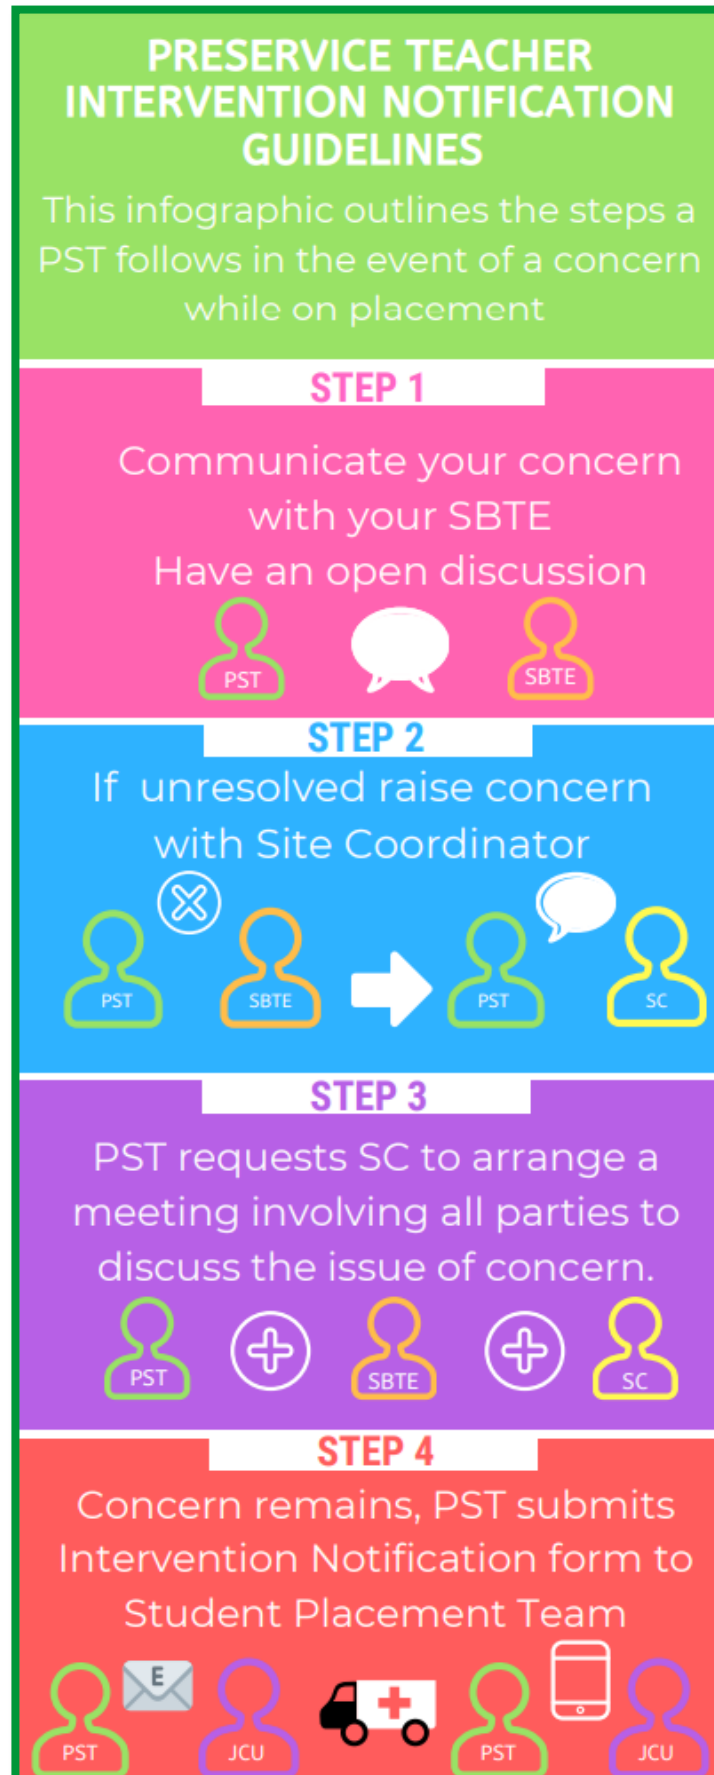 PRESERVICE TEACHER
INTERVENTION NOTIFICATION
GUIDELINES
This infographic outlines the steps a
PST follows in the event of a concern
while on placement
STEP 1
Communicate your concern
with your SBTE
Have an open discussion
PST SBTE
STEP 2
If unresolved raise concern
with Site Coordinator
PST SBTE PST SC
STEP 3
PST requests SC to arrange a
meeting involving all parties to
discuss the issue of concern.
PST SBTE SC
STEP 4
Concern remains, PST submits
Intervention Notification form to
Student Placement Team
E
PST JCU PST JCU